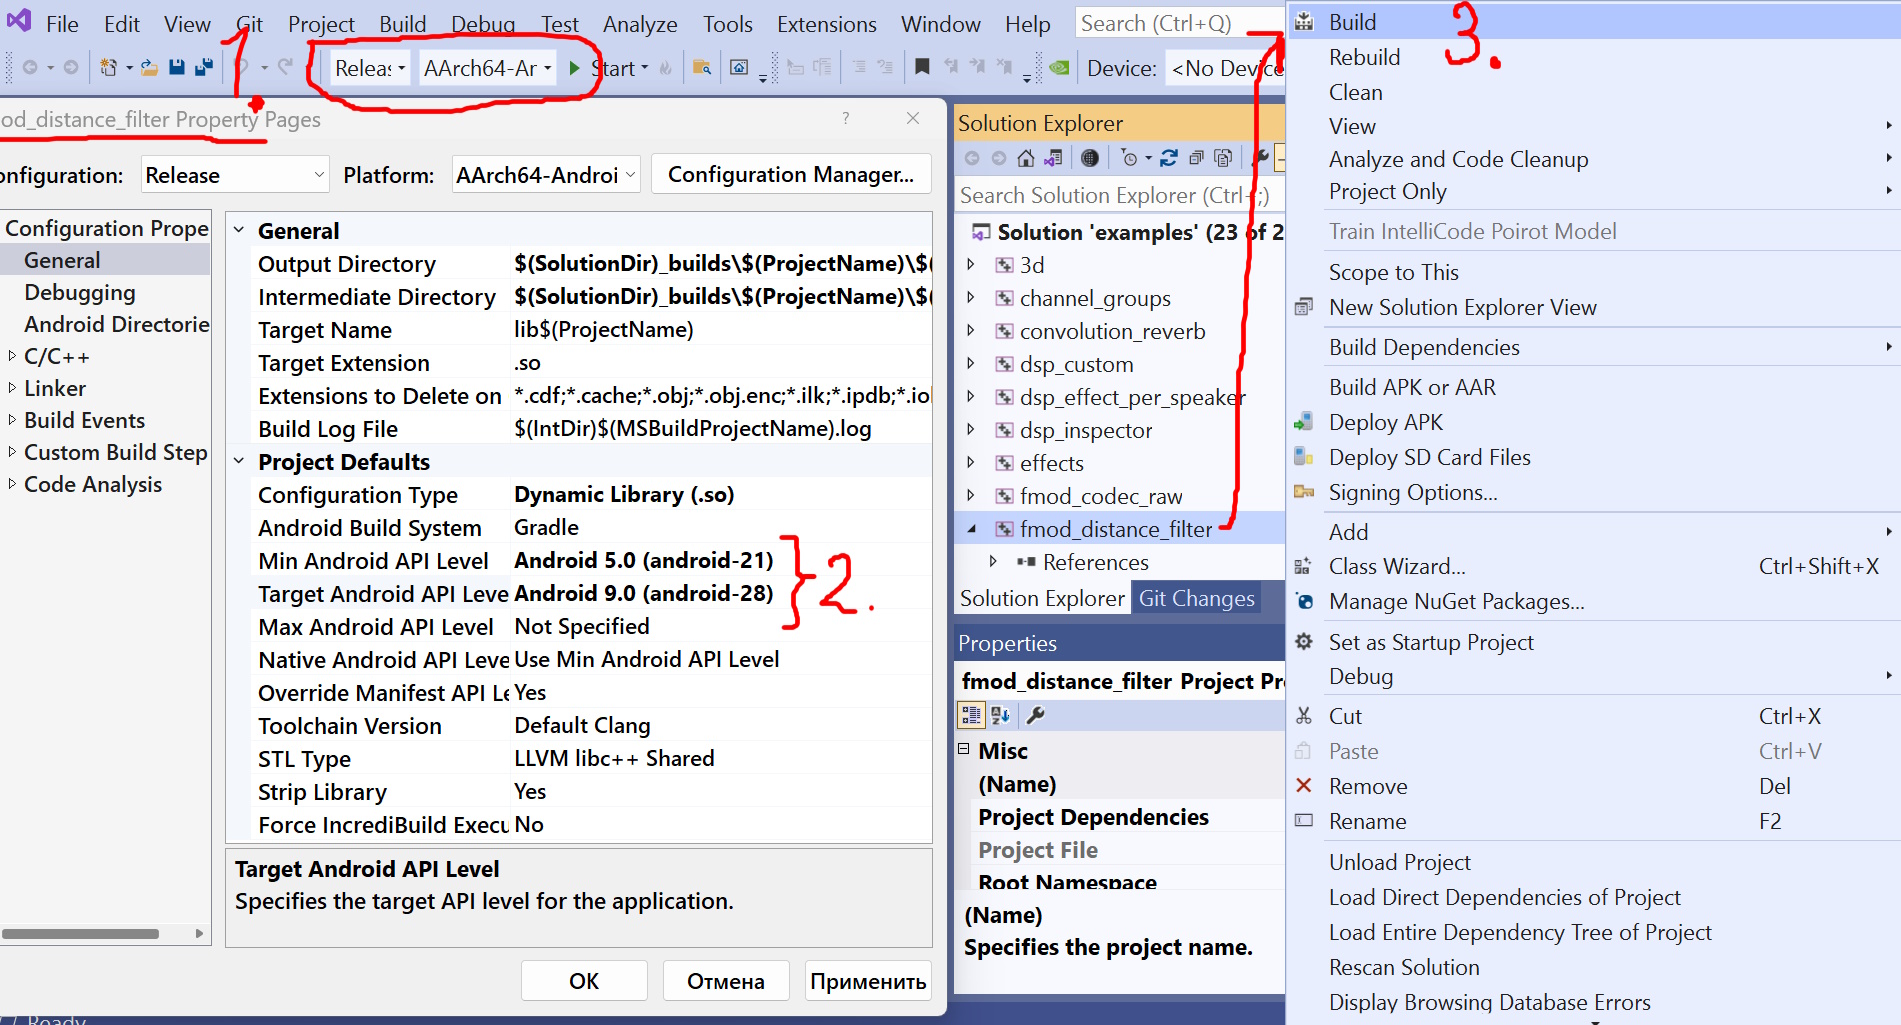 File Edit View Git Project Build Debug Test Analyze Tools Extensions Window Help Search (Ctrl+Q)
1.
Releas AArch64-Ar Start Device: <No Device
od_distance_filter Property Pages ?
onfiguration: Release Platform: AArch64-Androi Configuration Manager...
Configuration Prope
General
Debugging
Android Directorie
C/C++
Linker
Build Events
Custom Build Step
Code Analysis
General
Output Directory $(SolutionDir)_builds\$(ProjectName)\$(
Intermediate Directory $(SolutionDir)_builds\$(ProjectName)\$(
Target Name lib$(ProjectName)
Target Extension .so
Extensions to Delete on *.cdf;*.cache;*.obj;*.obj.enc;*.ilk;*.ipdb;*.iol
Build Log File $(IntDir)$(MSBuildProjectName).log
Project Defaults
Configuration Type Dynamic Library (.so)
Android Build System Gradle
Min Android API Level Android 5.0 (android-21)
Target Android API Leve Android 9.0 (android-28)
2.
Max Android API Level Not Specified
Native Android API Leve Use Min Android API Level
Override Manifest API Le Yes
Toolchain Version Default Clang
STL Type LLVM libc++ Shared
Strip Library Yes
Force IncrediBuild Execu No
Target Android API Level
Specifies the target API level for the application.
OK Отмена Применить
Ready
Solution Explorer
Search Solution Explorer (Ctrl+;)
Solution 'examples' (23 of 2
3d
channel_groups
convolution_reverb
dsp_custom
dsp_effect_per_speaker
dsp_inspector
effects
fmod_codec_raw
fmod_distance_filter
References
Solution Explorer Git Changes
Properties
fmod_distance_filter Project Pr
Misc
(Name)
Project Dependencies
Project File
Root Namespace
(Name)
Specifies the project name.
Build
3.
Rebuild
Clean
View
Analyze and Code Cleanup
Project Only
Train IntelliCode Poirot Model
Scope to This
New Solution Explorer View
Build Dependencies
Build APK or AAR
Deploy APK
Deploy SD Card Files
Signing Options...
Add
Class Wizard... Ctrl+Shift+X
Manage NuGet Packages...
Set as Startup Project
Debug
Cut Ctrl+X
Paste Ctrl+V
Remove Del
Rename F2
Unload Project
Load Direct Dependencies of Project
Load Entire Dependency Tree of Project
Rescan Solution
Display Browsing Database Errors